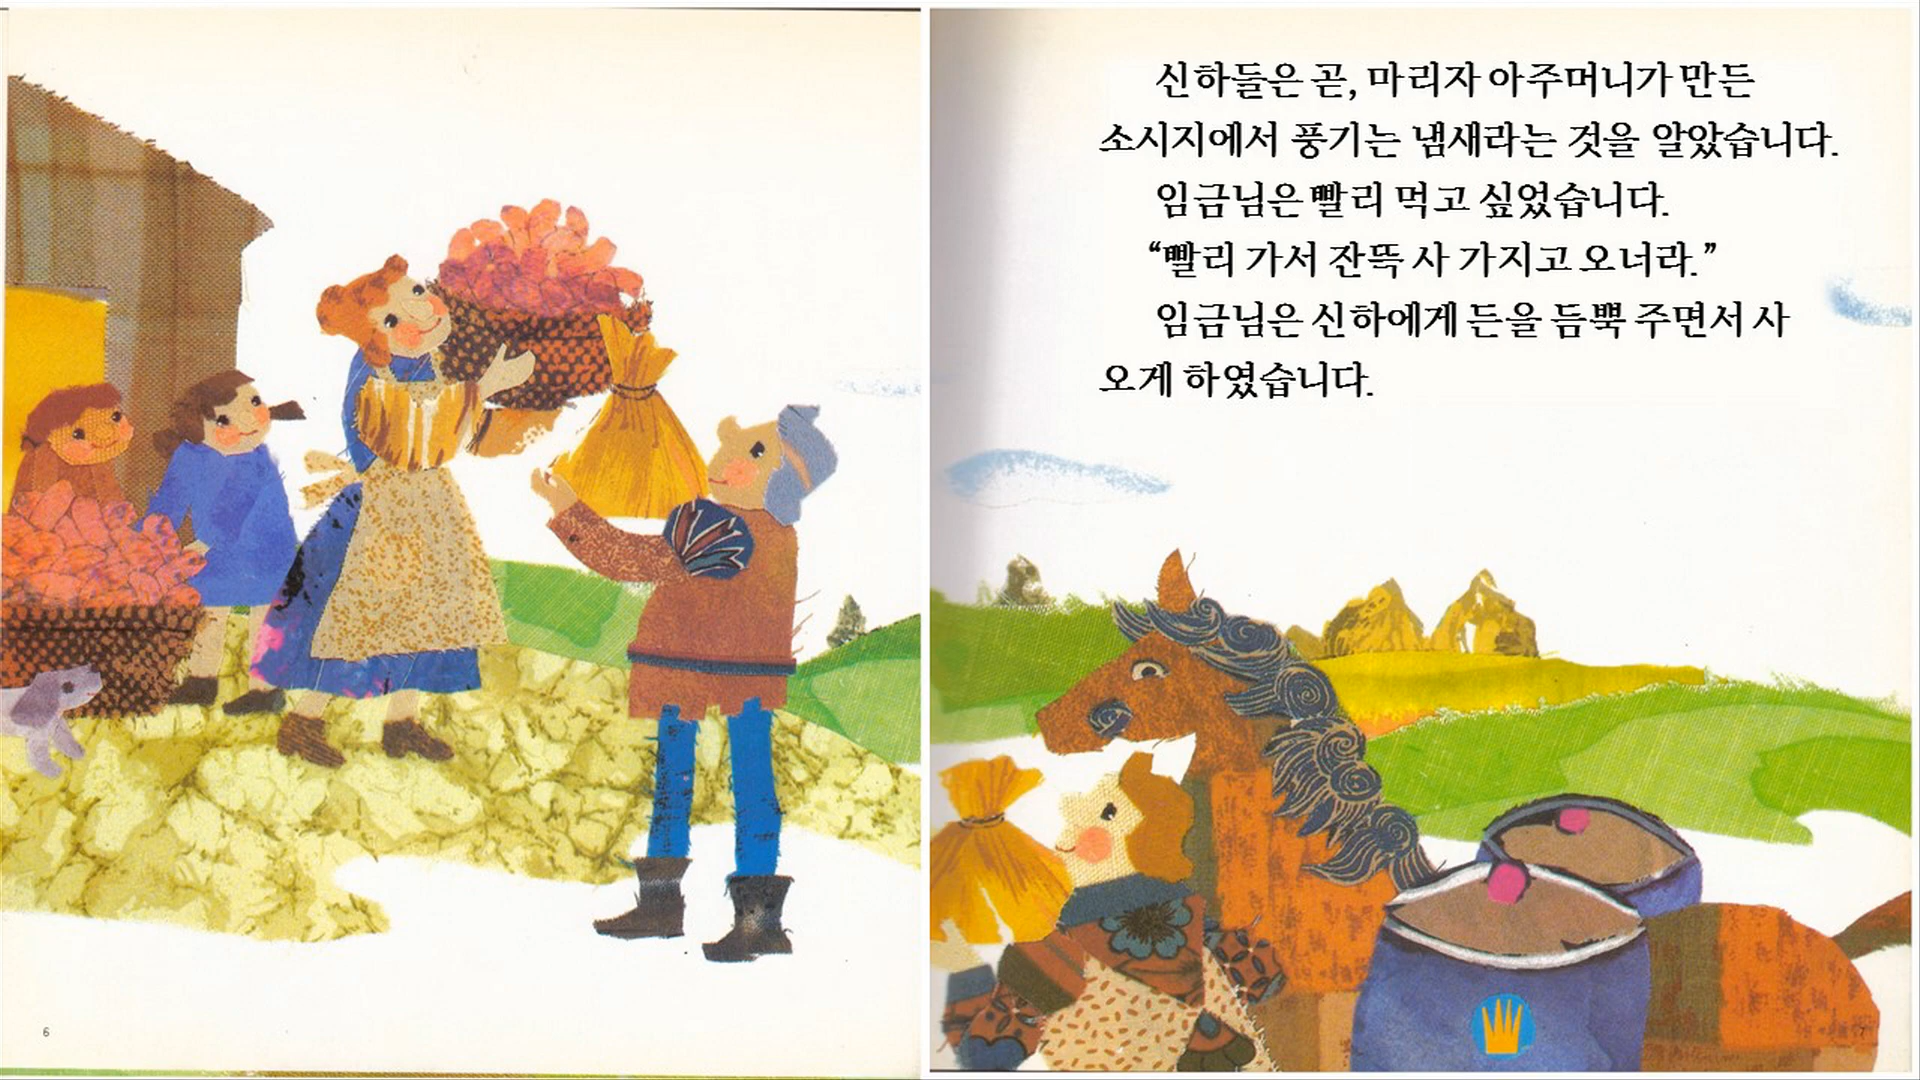 신하들은 곧, 마리자 아주머니가 만든
소시지에서 풍기는 냄새라는 것을 알았습니다.
임금님은 빨리 먹고 싶었습니다.
“빨리 가서 잔뜩 사 가지고 오너라.”
임금님은 신하에게 든을 듬뿍 주면서 사
오게 하였습니다.
6
7